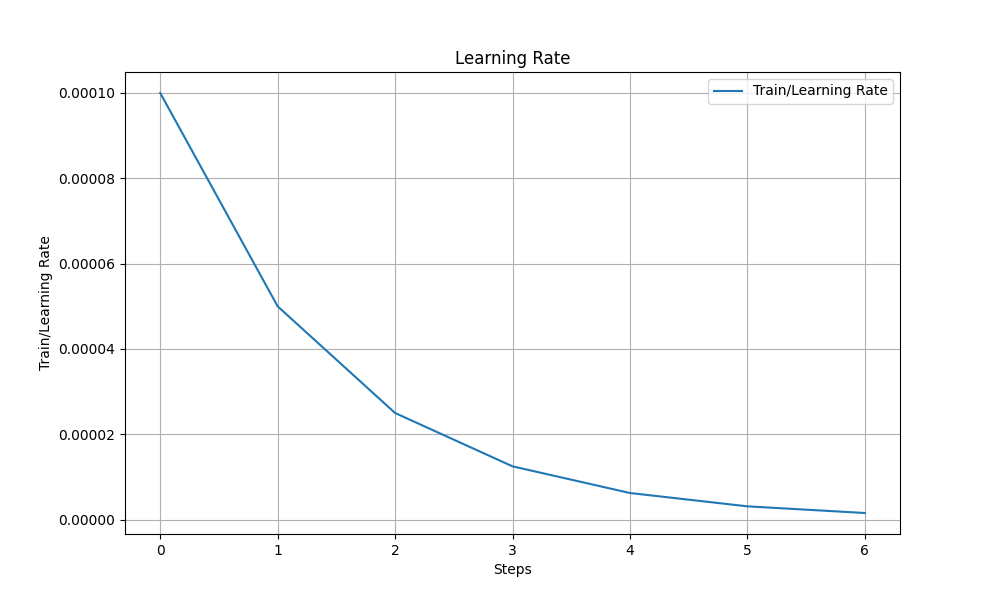 Learning Rate
Train/Learning Rate
0.00010
0.00008
0.00006
0.00004
0.00002
0.00000
Train/Learning Rate
0 1 2 3 4 5 6
Steps